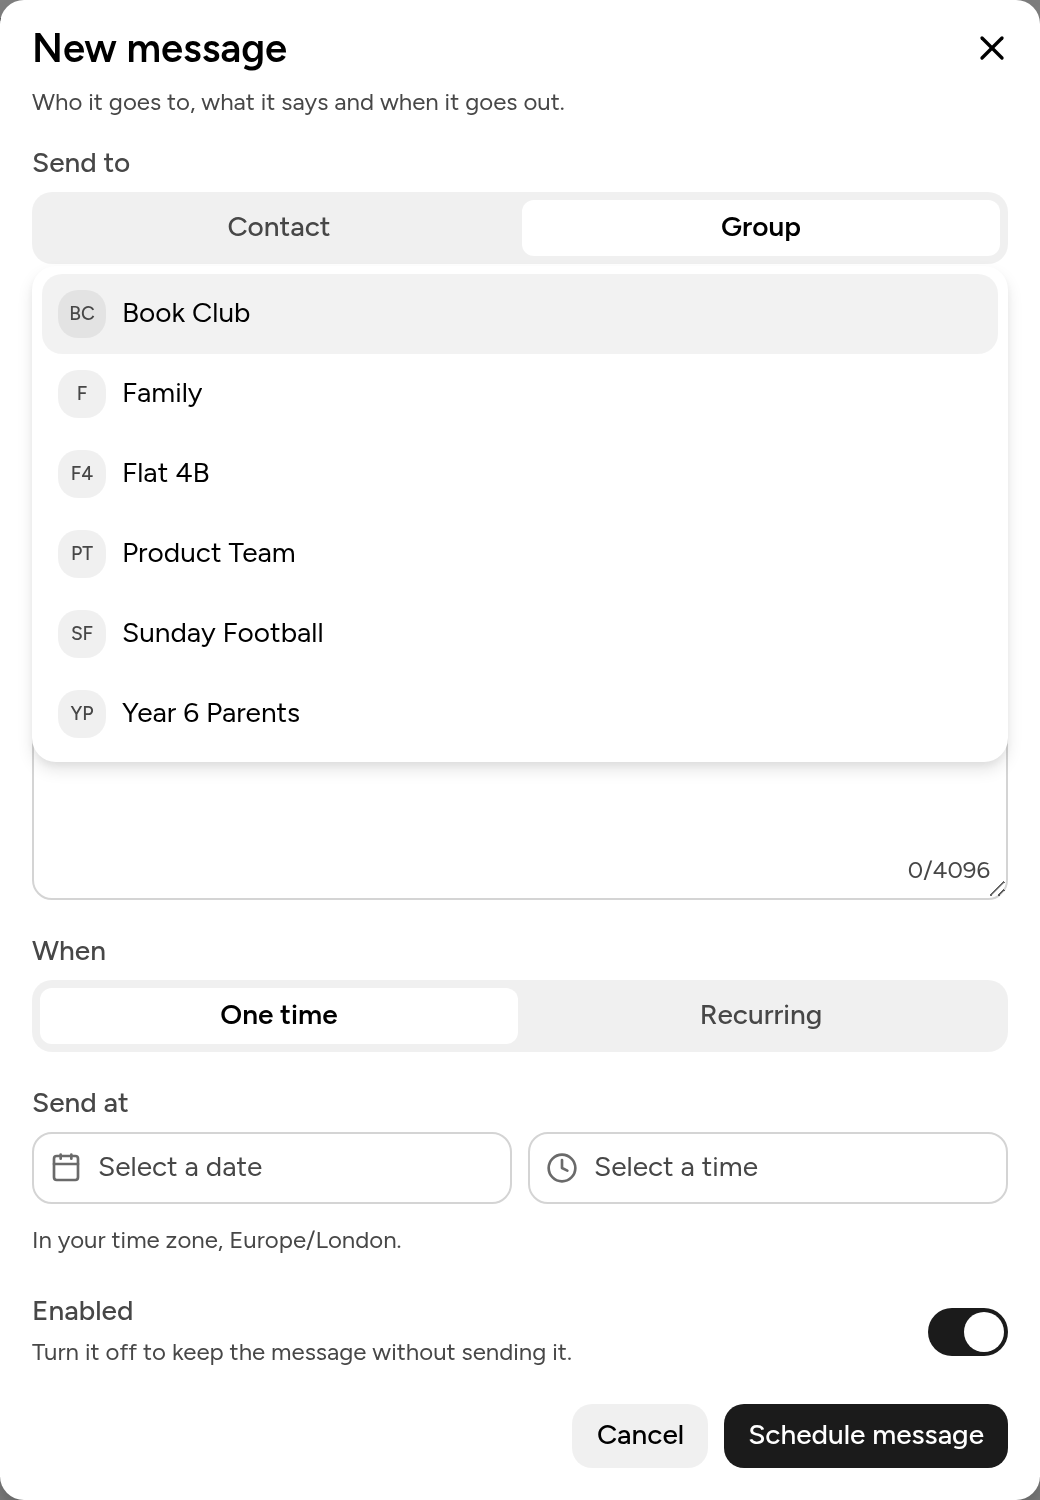 New message
Who it goes to, what it says and when it goes out.
Send to
Contact Group
BC Book Club
F Family
F4 Flat 4B
PT Product Team
SF Sunday Football
YP Year 6 Parents
0/4096
When
One time Recurring
Send at
Select a date Select a time
In your time zone, Europe/London.
Enabled
Turn it off to keep the message without sending it.
Cancel Schedule message